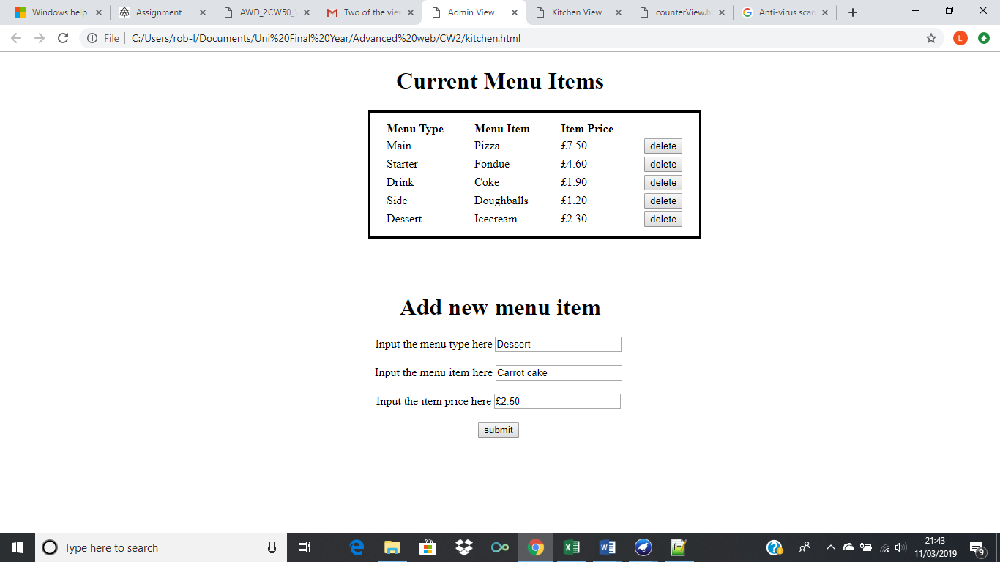 Windows help
Assignment
AWD_2CW50_
Two of the vie
Admin View
Kitchen View
counterView.h
Anti-virus scan
File
C:/Users/rob-l/Documents/Uni%20Final%20Year/Advanced%20web/CW2/kitchen.html
L
Current Menu Items
Menu Type Menu Item Item Price
Main Pizza £7.50 delete
Starter Fondue £4.60 delete
Drink Coke £1.90 delete
Side Doughballs £1.20 delete
Dessert Icecream £2.30 delete
Add new menu item
Input the menu type here Dessert
Input the menu item here Carrot cake
Input the item price here £2.50
submit
Type here to search
21:43
11/03/2019
9